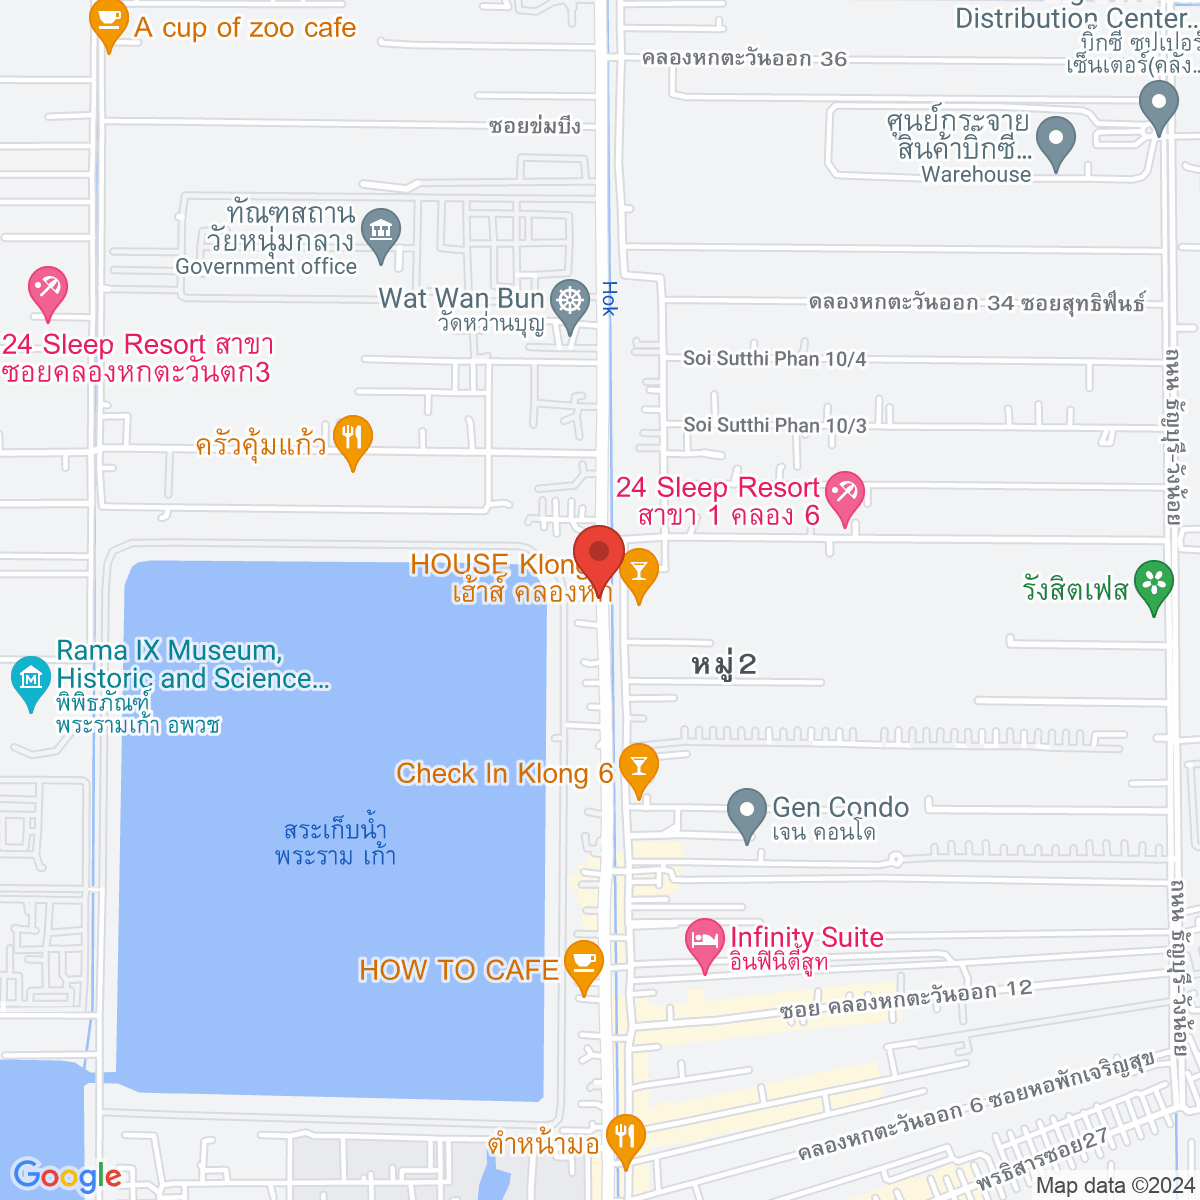 A cup of zoo cafe
Distribution Center...
บิ๊กซี ซุปเปอร์
เซ็นเตอร์(คลัง...
คลองหกตะวันออก 36
ซอยข่มบึง
ศูนย์กระจาย
สินค้าบิ๊กซี...
Warehouse
ทัณฑสถาน
วัยหนุ่มกลาง
Government office
Wat Wan Bun
วัดหว่านบุญ
Hok
คลองหกตะวันออก 34 ซอยสุทธิพันธ์
24 Sleep Resort สาขา
ซอยคลองหกตะวันตก3
Soi Sutthi Phan 10/4
Soi Sutthi Phan 10/3
ถนน ธัญบุรี-วังน้อย
ครัวคุ้มแก้ว
24 Sleep Resort
สาขา 1 คลอง 6
HOUSE Klong
เฮ้าส์ คลองหก
รังสิตเฟส
Rama IX Museum,
Historic and Science...
พิพิธภัณฑ์
พระรามเก้า อพวช
หมู่2
Check In Klong 6
Gen Condo
เจน คอนโด
สระเก็บน้ำ
พระราม เก้า
ถนน ธัญบุรี-วังน้อย
Infinity Suite
อินฟินิตี้สูท
HOW TO CAFE
ซอย คลองหกตะวันออก 12
คลองหกตะวันออก 6 ซอยหอพักเจริญสุข
ตำหน้ามอ
พรธิสารซอย27
Google
Map data ©2024